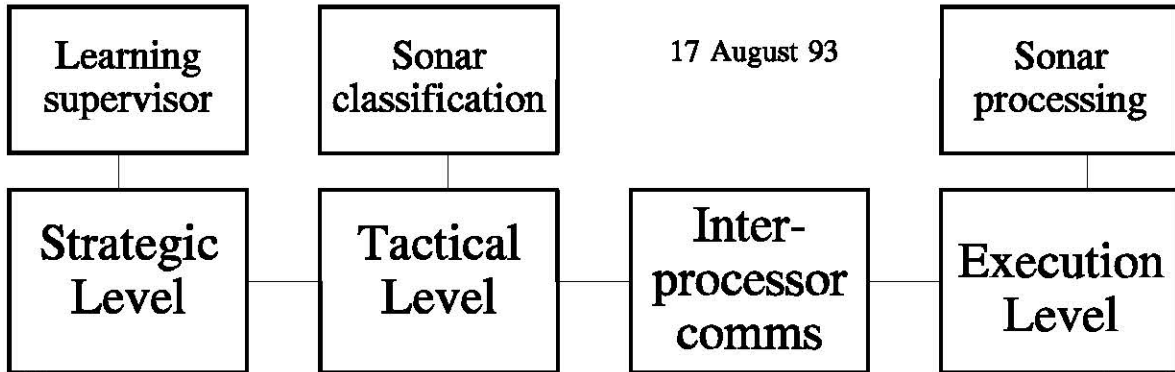 Learning
supervisor
Sonar
classification
17 August 93
Sonar
processing
Strategic
Level
Tactical
Level
Inter-
processor
comms
Execution
Level